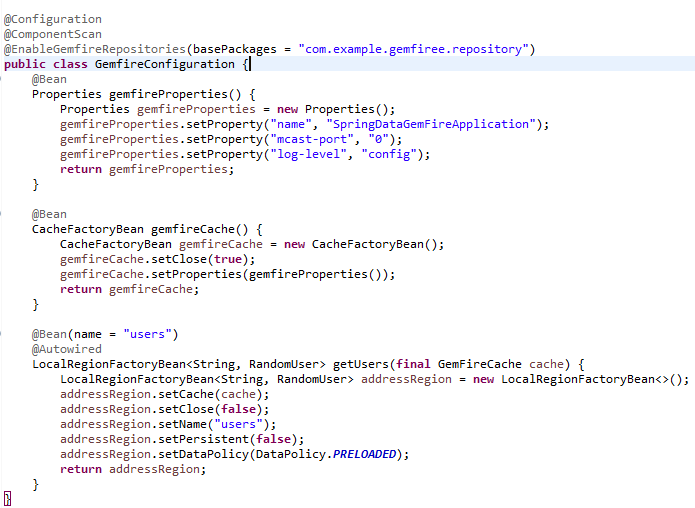 @Configuration
@ComponentScan
@EnableGemfireRepositories(basePackages = "com.example.gemfiree.repository")
public class GemfireConfiguration {
    @Bean
    Properties gemfireProperties() {
        Properties gemfireProperties = new Properties();
        gemfireProperties.setProperty("name", "SpringDataGemFireApplication");
        gemfireProperties.setProperty("mcast-port", "0");
        gemfireProperties.setProperty("log-level", "config");
        return gemfireProperties;
    }

    @Bean
    CacheFactoryBean gemfireCache() {
        CacheFactoryBean gemfireCache = new CacheFactoryBean();
        gemfireCache.setClose(true);
        gemfireCache.setProperties(gemfireProperties());
        return gemfireCache;
    }

    @Bean(name = "users")
    @Autowired
    LocalRegionFactoryBean<String, RandomUser> getUsers(final GemFireCache cache) {
        LocalRegionFactoryBean<String, RandomUser> addressRegion = new LocalRegionFactoryBean<>();
        addressRegion.setCache(cache);
        addressRegion.setClose(false);
        addressRegion.setName("users");
        addressRegion.setPersistent(false);
        addressRegion.setDataPolicy(DataPolicy.PRELOADED);
        return addressRegion;
    }
}